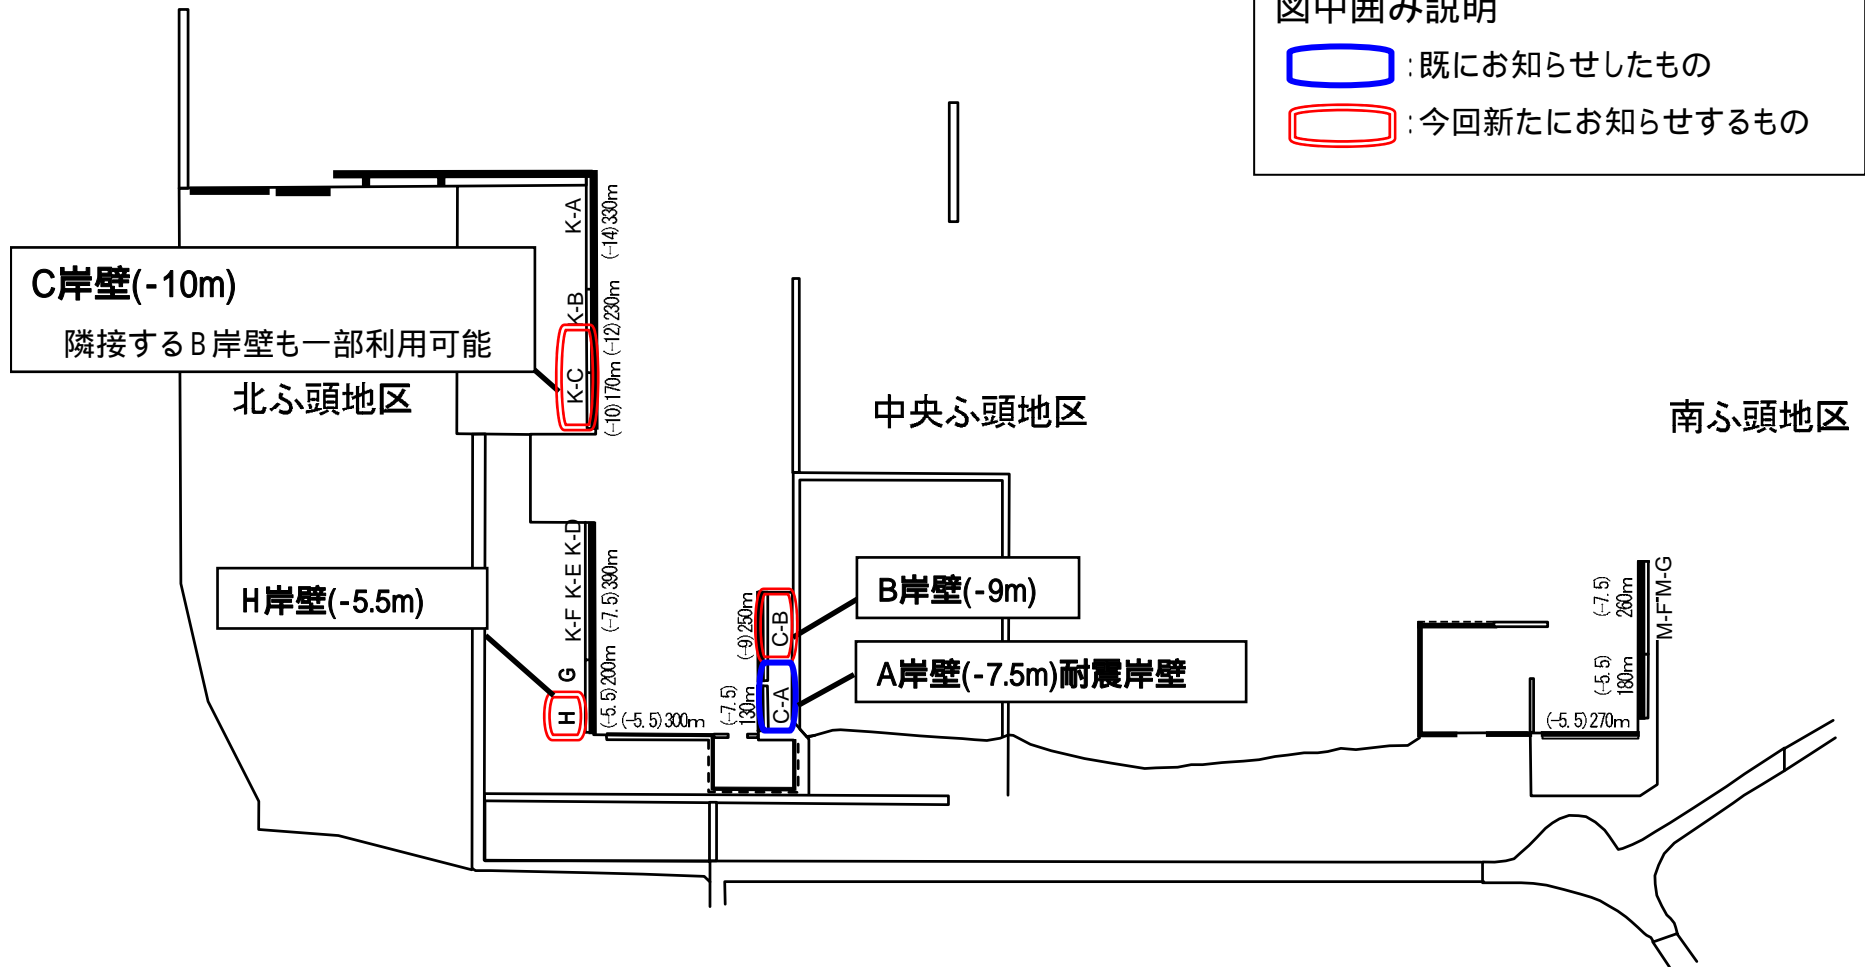 図中囲み説明
:既にお知らせしたもの
:今回新たにお知らせするもの
K-A
(-14)330m
C岸壁(-10m)
隣接するB岸壁も一部利用可能
K-B
(-12)230m
K-C
(-10)170m
北ふ頭地区
中央ふ頭地区
南ふ頭地区
K-D
K-E
K-F
(-7.5)390m
H岸壁(-5.5m)
G
H
(-5.5)200m
(-5.5)300m
B岸壁(-9m)
C-B
(-9)250m
A岸壁(-7.5m)耐震岸壁
C-A
(-7.5)
130m
M-G
M-F
(-7.5)
260m
(-5.5)
180m
(-5.5)270m